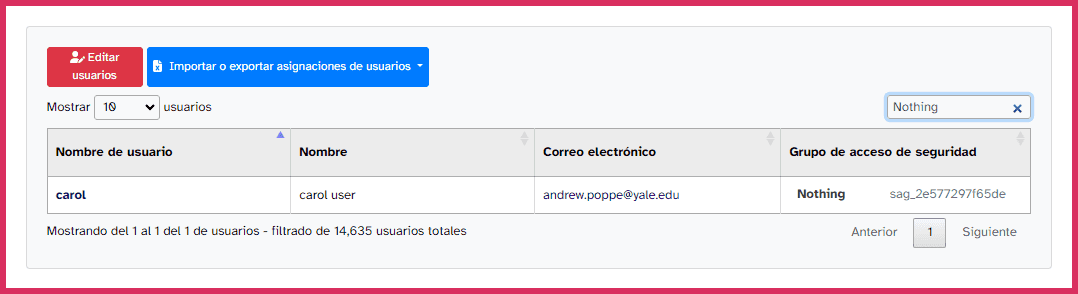 Editar usuarios
Importar o exportar asignaciones de usuarios
Mostrar 10 usuarios
Nothing
Nombre de usuario Nombre Correo electrónico Grupo de acceso de seguridad
carol carol user andrew.poppe@yale.edu Nothing sag_2e577297f65de
Mostrando del 1 al 1 del 1 de usuarios - filtrado de 14,635 usuarios totales
Anterior 1 Siguiente